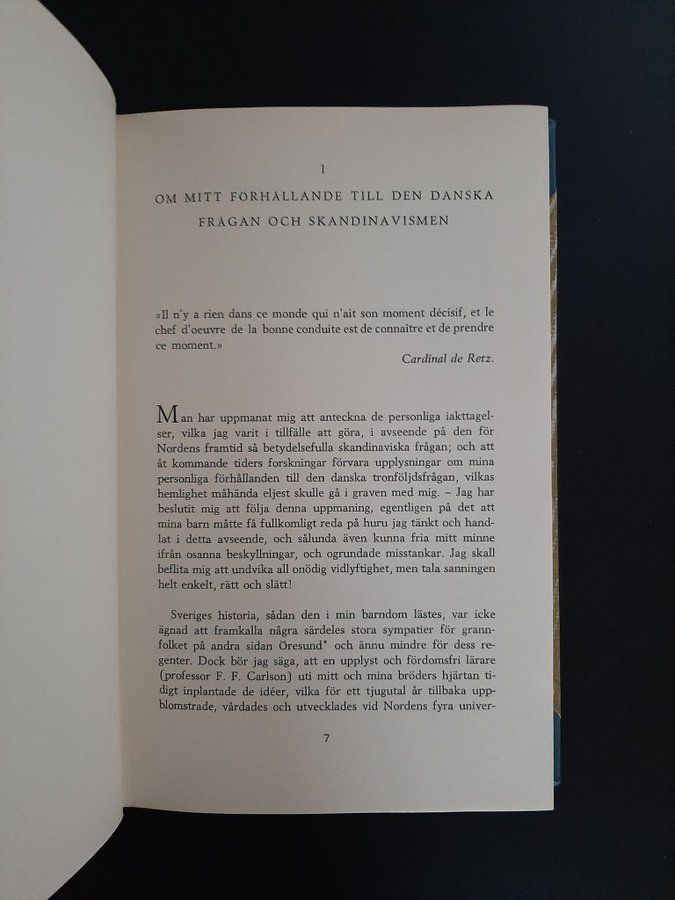 1
OM MITT FÖRHÅLLANDE TILL DEN DANSKA
FRÅGAN OCH SKANDINAVISMEN
»Il n'y a rien dans ce monde qui n'ait son moment décisif, et le
chef d'oeuvre de la bonne conduite est de connaître et de prendre
ce moment.»
Cardinal de Retz.
Man har uppmanat mig att anteckna de personliga iakttagel-
ser, vilka jag varit i tillfälle att göra, i avseende på den för
Nordens framtid så betydelsefulla skandinaviska frågan; och att
åt kommande tiders forskningar förvara upplysningar om mina
personliga förhållanden till den danska tronföljdsfrågan, vilkas
hemlighet måhända eljest skulle gå i graven med mig. – Jag har
beslutit mig att följa denna uppmaning, egentligen på det att
mina barn måtte få fullkomligt reda på huru jag tänkt och hand-
lat i detta avseende, och sålunda även kunna fria mitt minne
ifrån osanna beskyllningar, och ogrundade misstankar. Jag skall
beflita mig att undvika all onödig vidlyftighet, men tala sanningen
helt enkelt, rätt och slätt!
Sveriges historia, sådan den i min barndom lästes, var icke
ägnad att framkalla några särdeles stora sympatier för grann-
folket på andra sidan Öresund* och ännu mindre för dess re-
genter. Dock bör jag säga, att en upplyst och fördomsfri lärare
(professor F. F. Carlson) uti mitt och mina bröders hjärtan ti-
digt inplantade de idéer, vilka för ett tjugutal år tillbaka upp-
blomstrade, vårdades och utvecklades vid Nordens fyra univer-
7